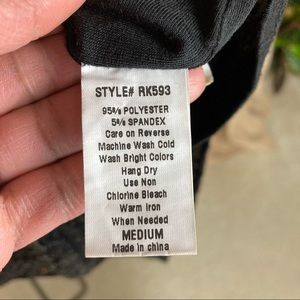 STYLE# RK593
95% POLYESTER
5% SPANDEX
Care on Reverse
Machine Wash Cold
Wash Bright Colors
Hang Dry
Use Non
Chlorine Bleach
Warm Iron
When Needed
MEDIUM
Made in china